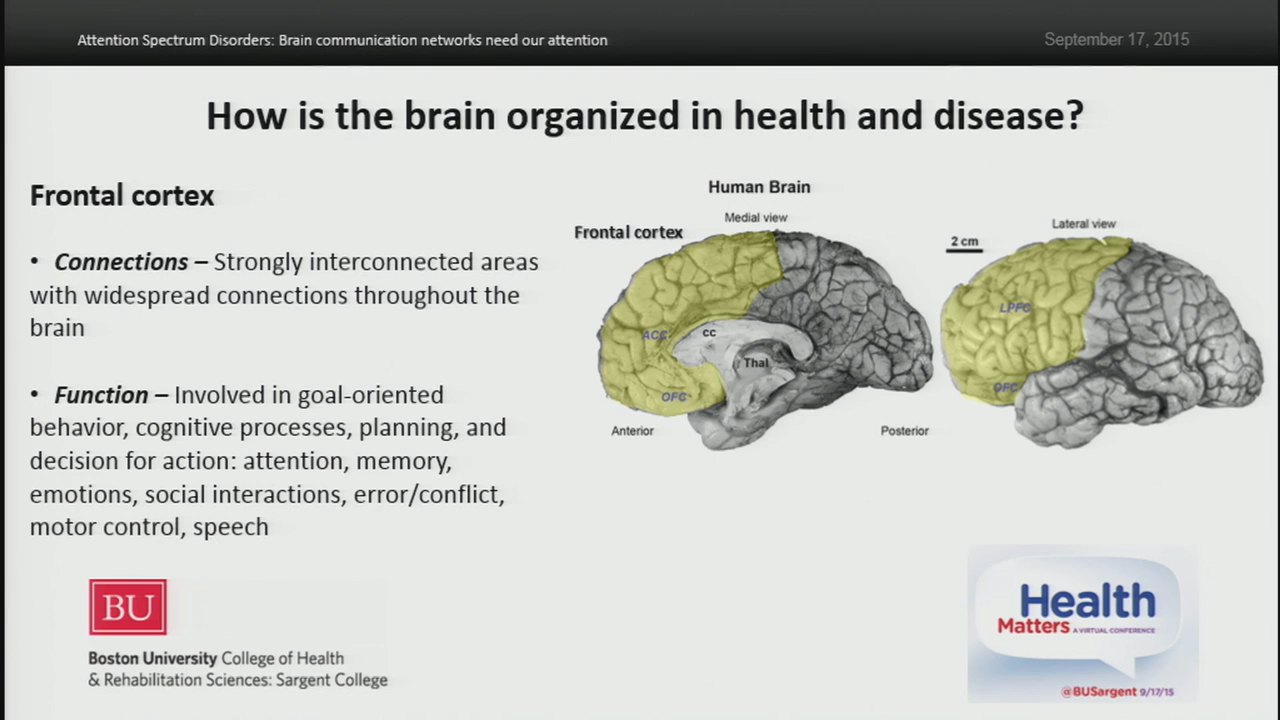 Attention Spectrum Disorders: Brain communication networks need our attention
September 17, 2015
How is the brain organized in health and disease?
Frontal cortex
• Connections – Strongly interconnected areas
with widespread connections throughout the
brain
• Function – Involved in goal-oriented
behavior, cognitive processes, planning, and
decision for action: attention, memory,
emotions, social interactions, error/conflict,
motor control, speech
Human Brain
Medial view
Frontal cortex
ACC
cc
Thal
OFC
Anterior
Posterior
Lateral view
2 cm
LPFC
OFC
BU
Boston University College of Health
& Rehabilitation Sciences: Sargent College
Health
Matters A VIRTUAL CONFERENCE
@BUSargent 9/17/15